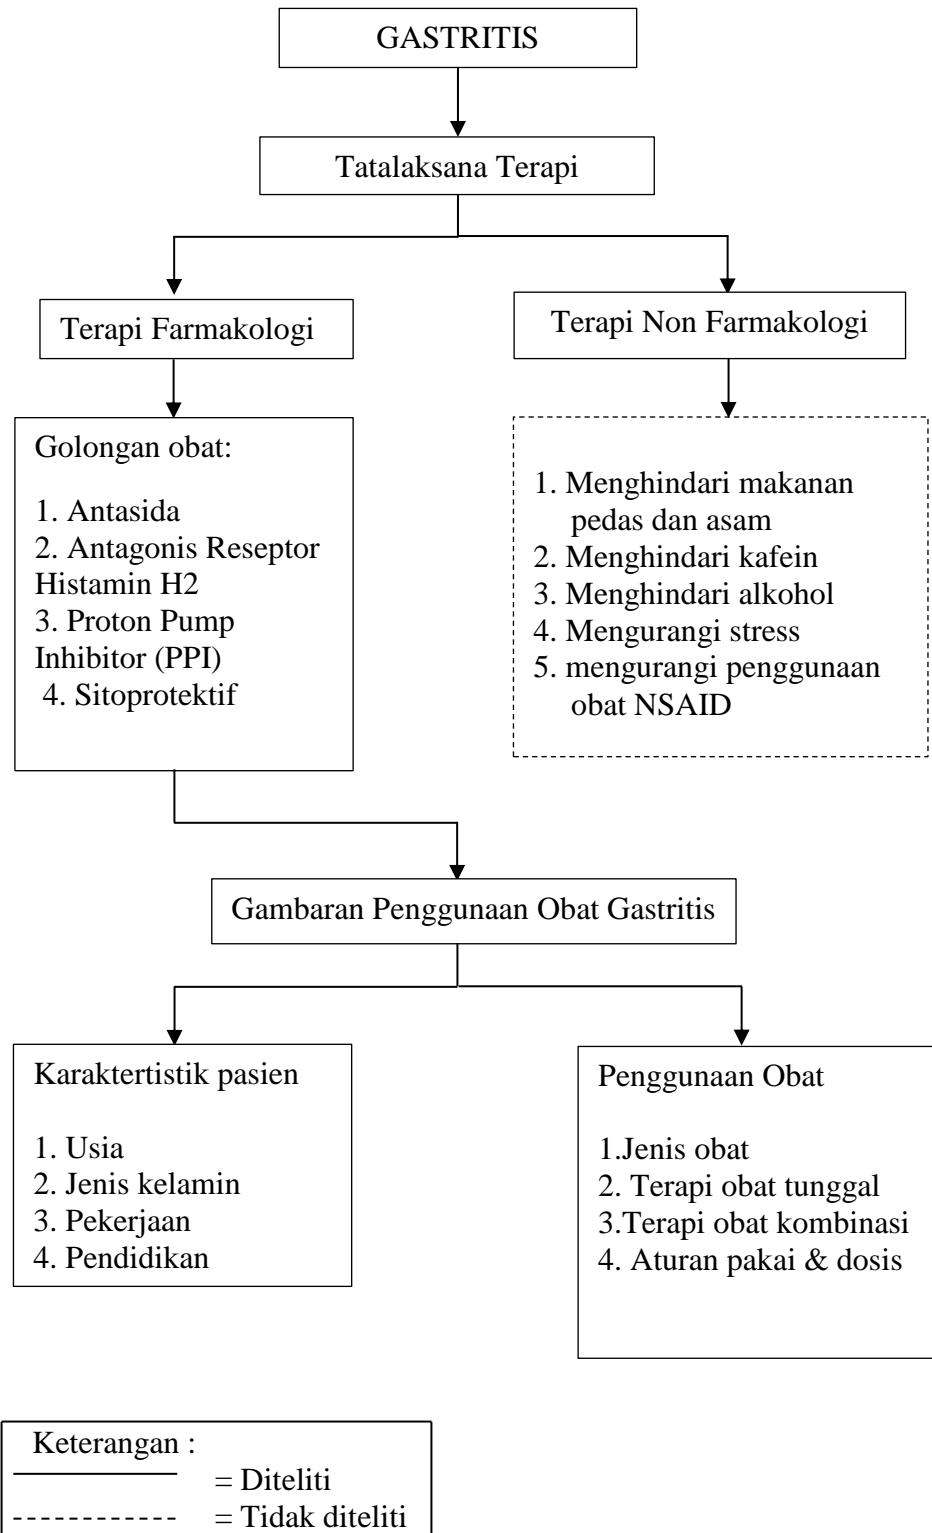 GASTRITIS
Tatalaksana Terapi
Terapi Farmakologi
Terapi Non Farmakologi
Golongan obat:
1. Antasida
2. Antagonis Reseptor
Histamin H2
3. Proton Pump
Inhibitor (PPI)
4. Sitoprotektif
1. Menghindari makanan
pedas dan asam
2. Menghindari kafein
3. Menghindari alkohol
4. Mengurangi stress
5. mengurangi penggunaan
obat NSAID
Gambaran Penggunaan Obat Gastritis
Karaktertistik pasien
1. Usia
2. Jenis kelamin
3. Pekerjaan
4. Pendidikan
Penggunaan Obat
1.Jenis obat
2. Terapi obat tunggal
3.Terapi obat kombinasi
4. Aturan pakai & dosis
Keterangan :
= Diteliti
= Tidak diteliti